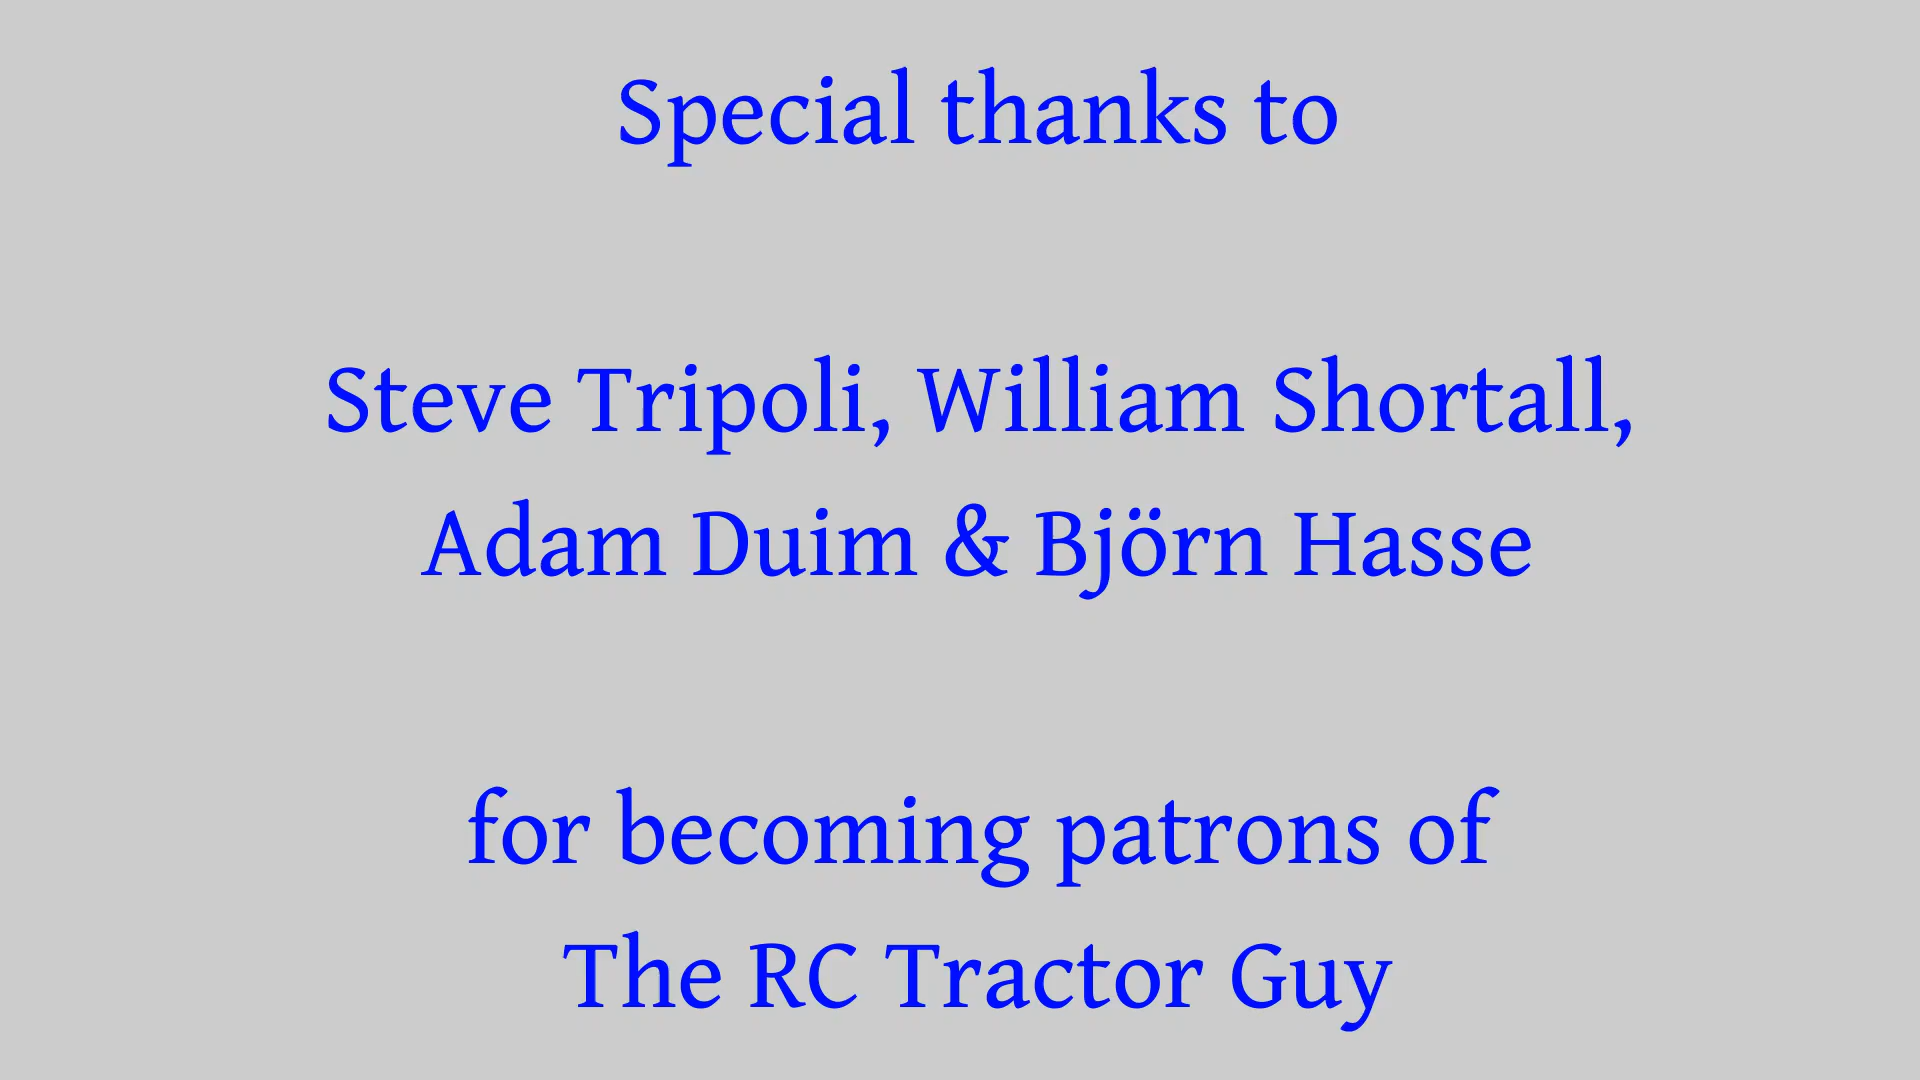 Special thanks to
Steve Tripoli, William Shortall,
Adam Duim & Björn Hasse
for becoming patrons of
The RC Tractor Guy